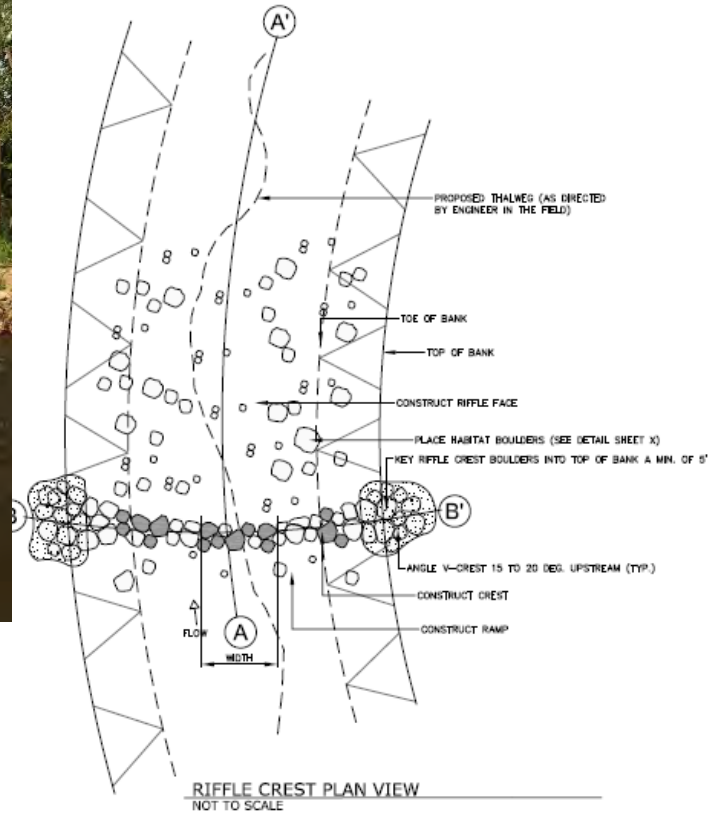 A'
PROPOSED THALWEG (AS DIRECTED
BY ENGINEER IN THE FIELD)
TOE OF BANK
TOP OF BANK
CONSTRUCT RIFFLE FACE
PLACE HABITAT BOULDERS (SEE DETAIL SHEET X)
KEY RIFFLE CREST BOULDERS INTO TOP OF BANK A MIN. OF 5'
B
B'
ANGLE V-CREST 15 TO 20 DEG. UPSTREAM (TYP.)
CONSTRUCT CREST
FLOW
A
CONSTRUCT RAMP
WIDTH
RIFFLE CREST PLAN VIEW
NOT TO SCALE